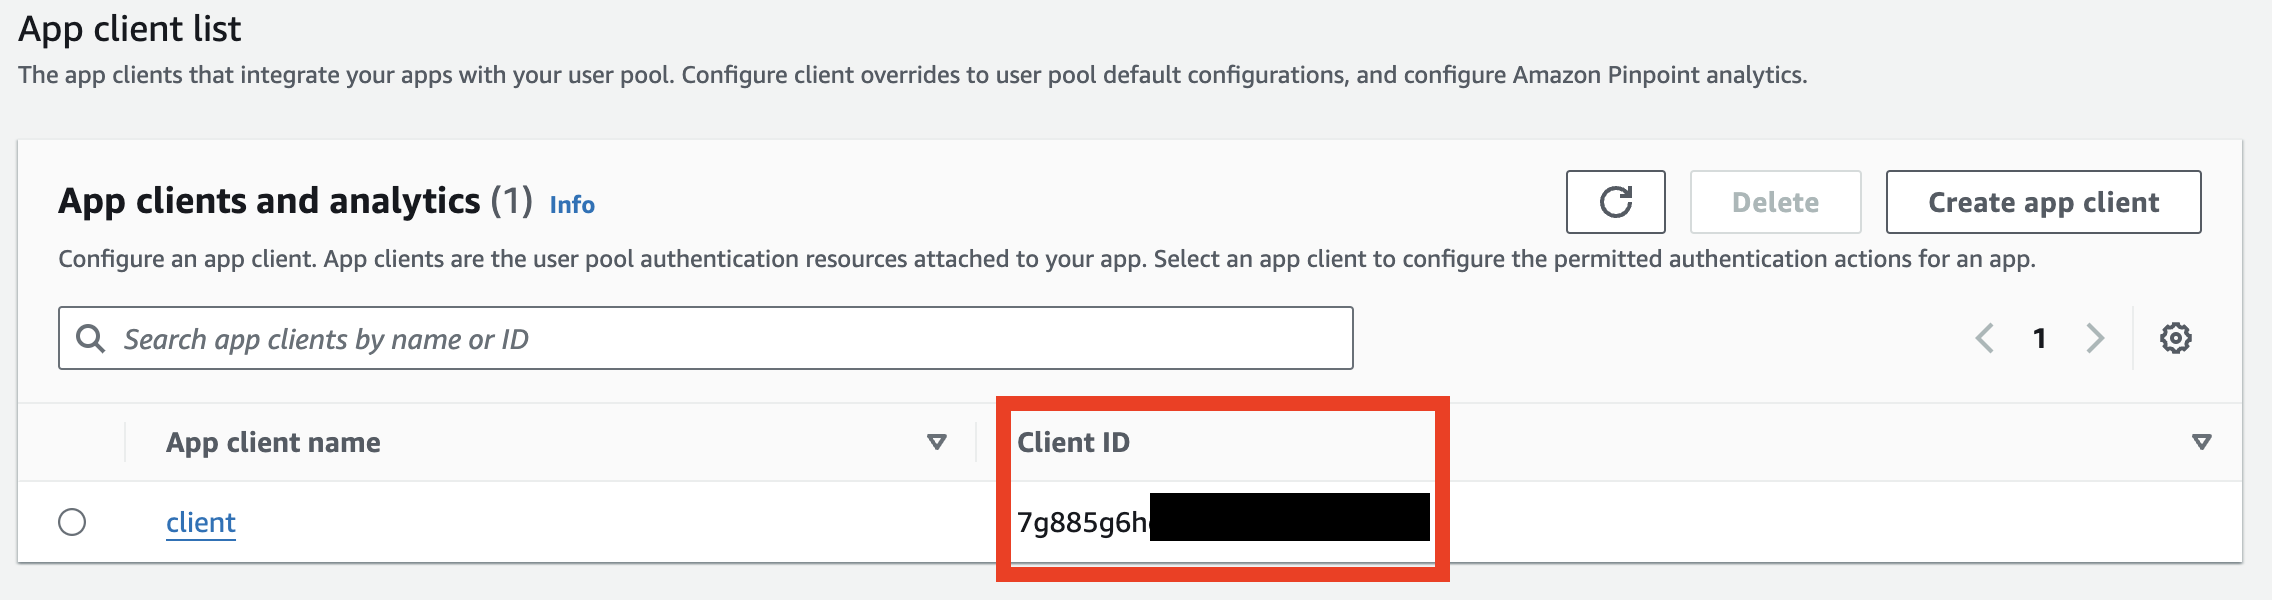 App client list
The app clients that integrate your apps with your user pool. Configure client overrides to user pool default configurations, and configure Amazon Pinpoint analytics.
App clients and analytics (1) Info
Delete
Create app client
Configure an app client. App clients are the user pool authentication resources attached to your app. Select an app client to configure the permitted authentication actions for an app.
Search app clients by name or ID
1
App client name
Client ID
client
7g885g6h